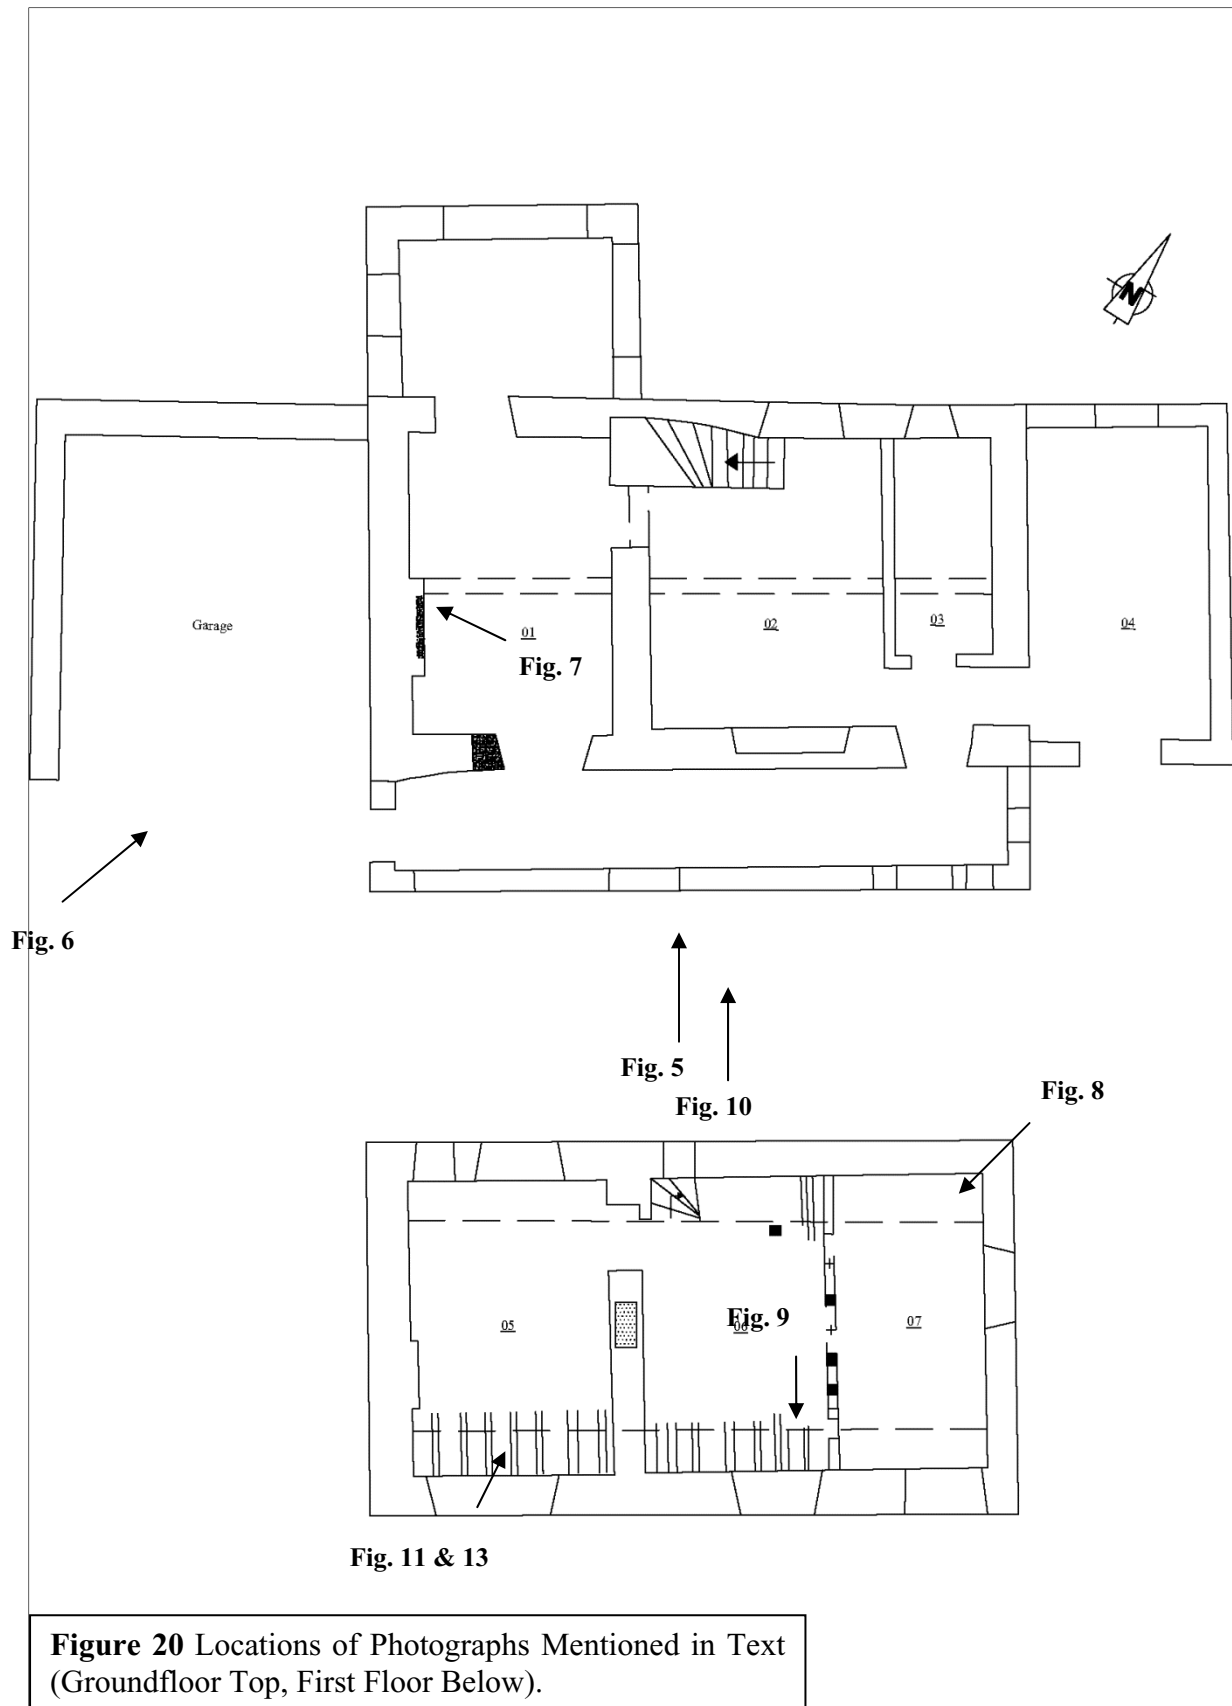 N
Garage
01
02
03
04
Fig. 7
Fig. 6
Fig. 5
Fig. 10
Fig. 8
05
Fig. 9
06
07
Fig. 11 & 13
Figure 20 Locations of Photographs Mentioned in Text
(Groundfloor Top, First Floor Below).